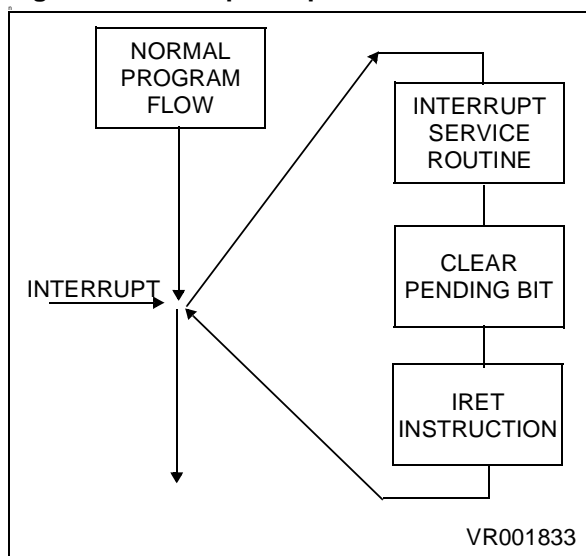 NORMAL
PROGRAM
FLOW
INTERRUPT
SERVICE
ROUTINE
INTERRUPT
CLEAR
PENDING BIT
IRET
INSTRUCTION
VR001833